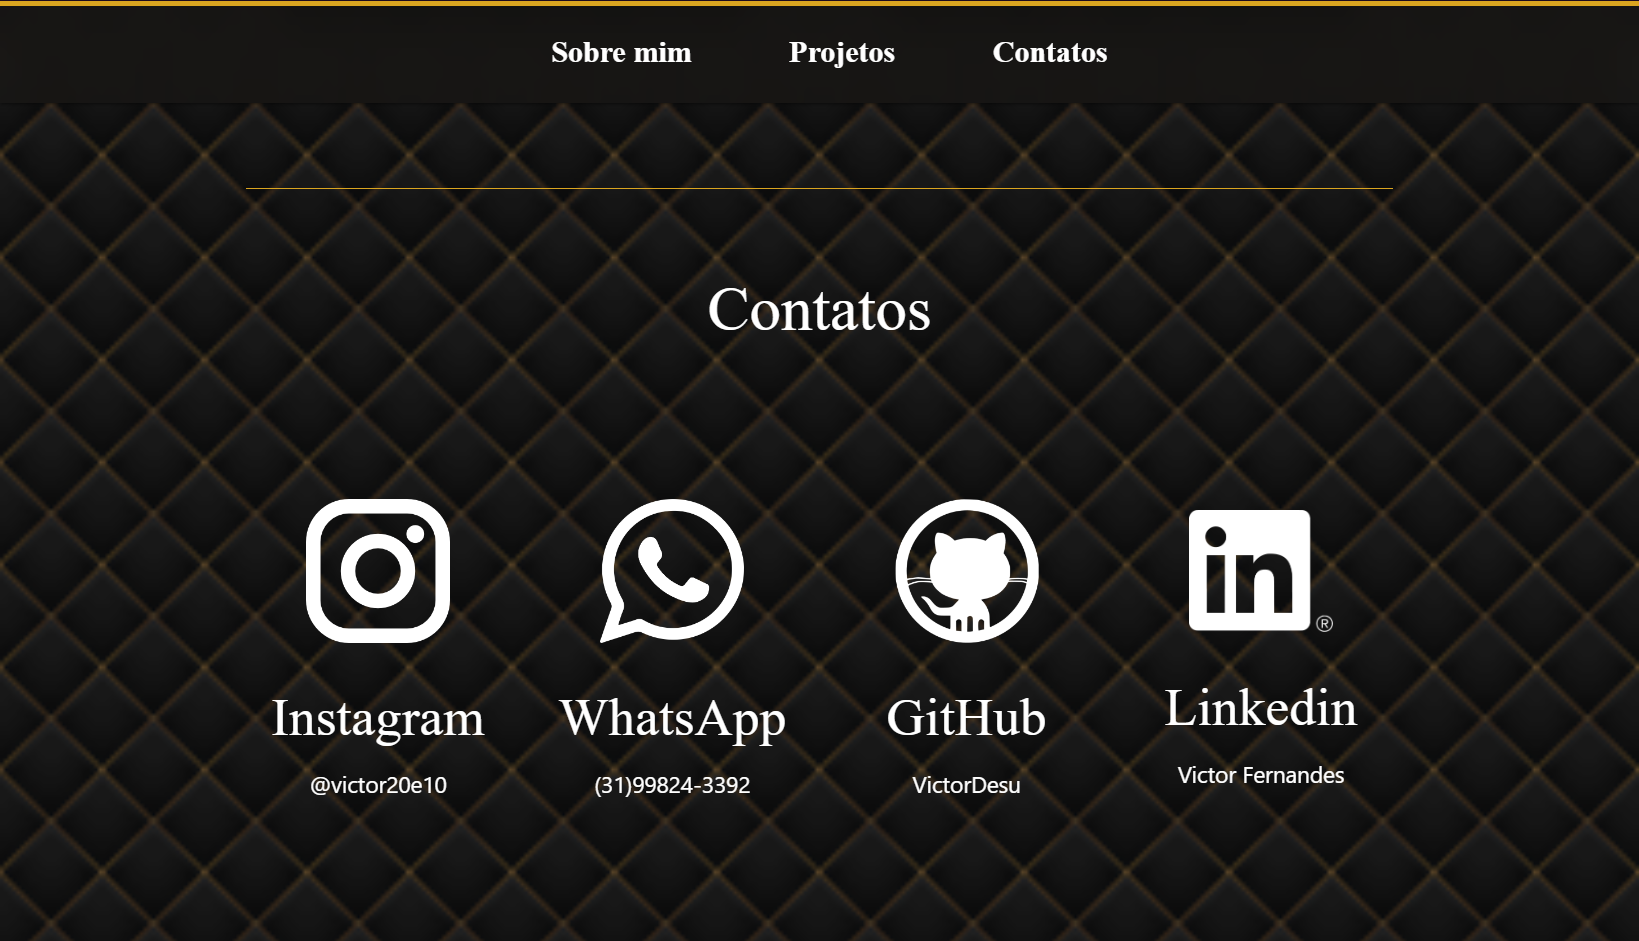 Sobre mim Projetos Contatos
Contatos
in ®
Instagram WhatsApp GitHub Linkedin
@victor20e10 (31)99824-3392 VictorDesu Victor Fernandes